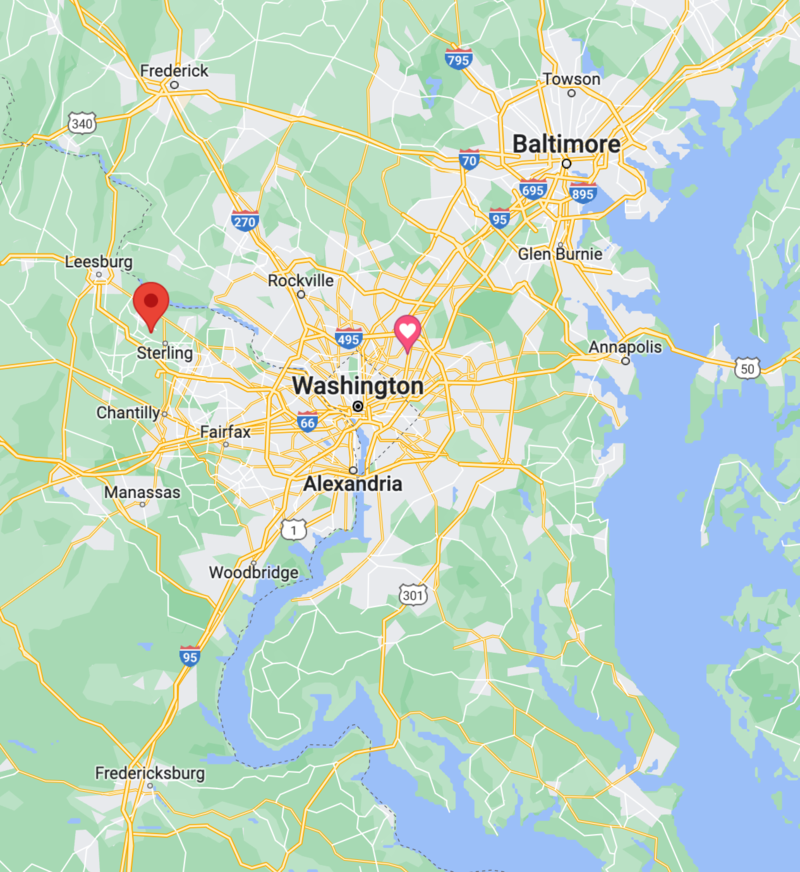 795
Frederick
Towson
340
Baltimore
70
695
895
95
270
Glen Burnie
Leesburg
Rockville
495
Sterling
Annapolis
50
Washington
Chantilly
66
Fairfax
Alexandria
Manassas
1
Woodbridge
301
95
Fredericksburg